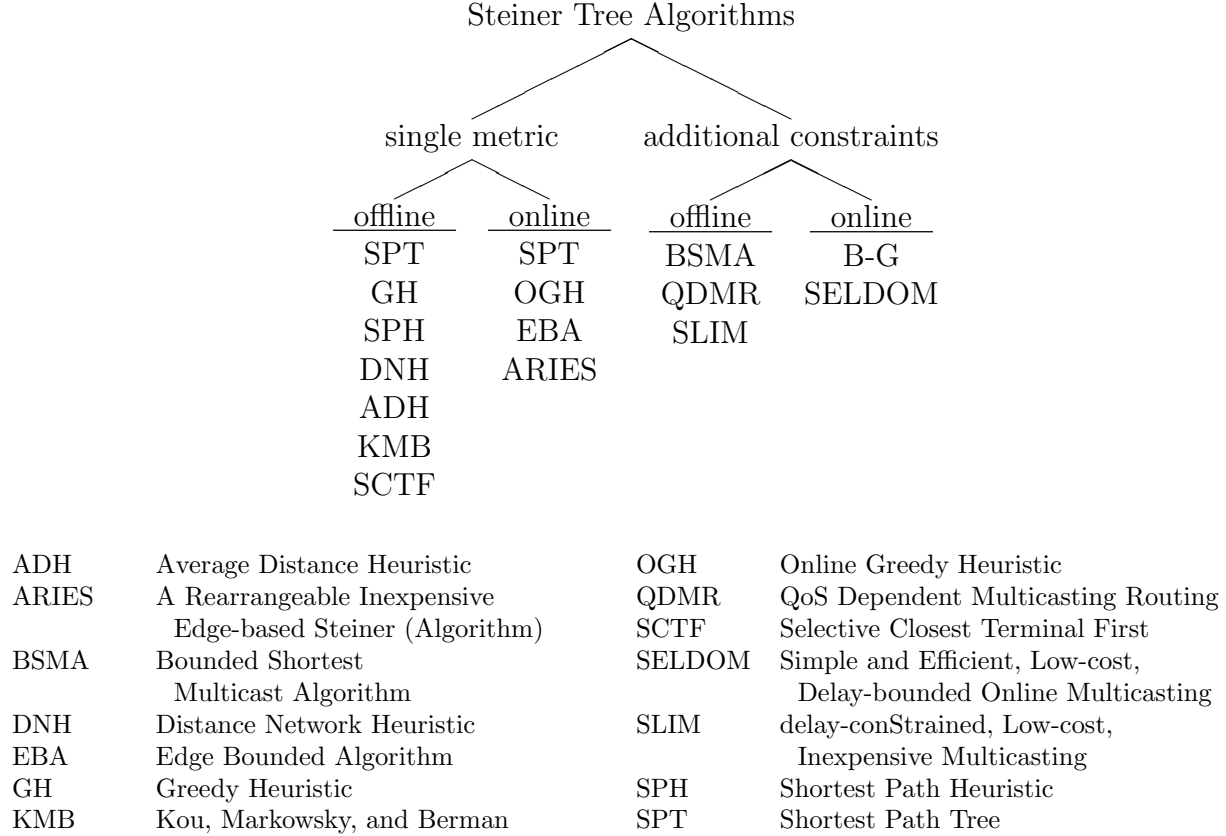 Steiner Tree Algorithms
single metric additional constraints
offline online offline online
SPT SPT BSMA B-G
GH OGH QDMR SELDOM
SPH EBA SLIM
DNH ARIES
ADH
KMB
SCTF
ADH Average Distance Heuristic
ARIES A Rearrangeable Inexpensive
Edge-based Steiner (Algorithm)
BSMA Bounded Shortest
Multicast Algorithm
DNH Distance Network Heuristic
EBA Edge Bounded Algorithm
GH Greedy Heuristic
KMB Kou, Markowsky, and Berman
OGH Online Greedy Heuristic
QDMR QoS Dependent Multicasting Routing
SCTF Selective Closest Terminal First
SELDOM Simple and Efficient, Low-cost,
Delay-bounded Online Multicasting
SLIM delay-conStrained, Low-cost,
Inexpensive Multicasting
SPH Shortest Path Heuristic
SPT Shortest Path Tree